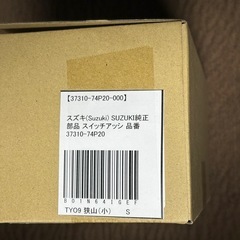 【37310-74P20-000】
スズキ(Suzuki) SUZUKI純正
部品 スイッチアッシ 品番
37310-74P20
TYO9 狭山(小) S